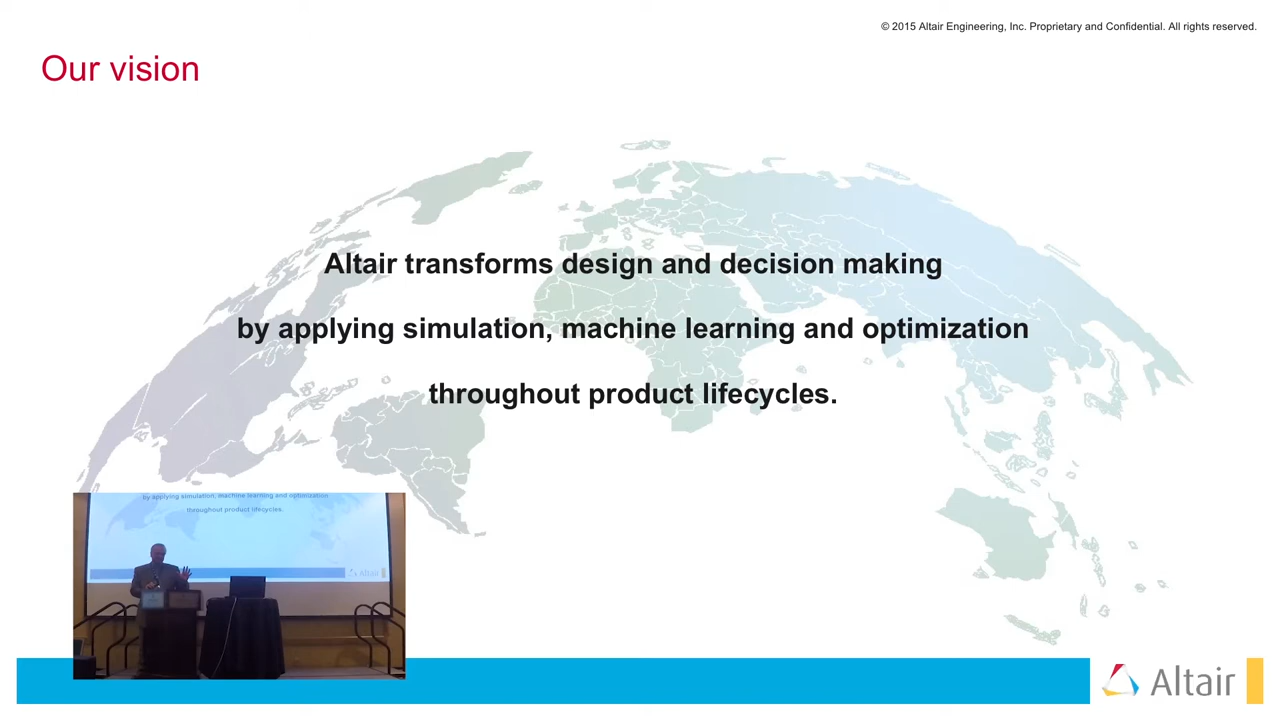 © 2015 Altair Engineering, Inc. Proprietary and Confidential. All rights reserved.
Our vision
Altair transforms design and decision making
by applying simulation, machine learning and optimization
throughout product lifecycles.
by applying simulation, machine learning and optimization
throughout product lifecycles.
Altair
Altair